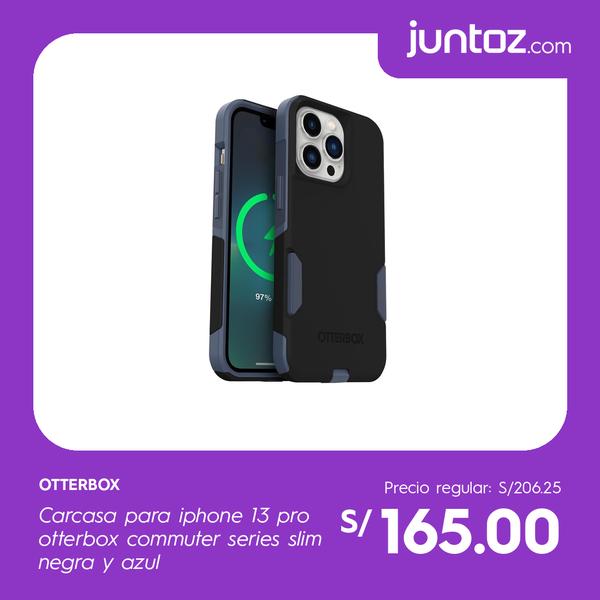 juntoz.com
97%
OTTERBOX
OTTERBOX
Carcasa para iphone 13 pro
otterbox commuter series slim
negra y azul
Precio regular: S/206.25
S/165.00